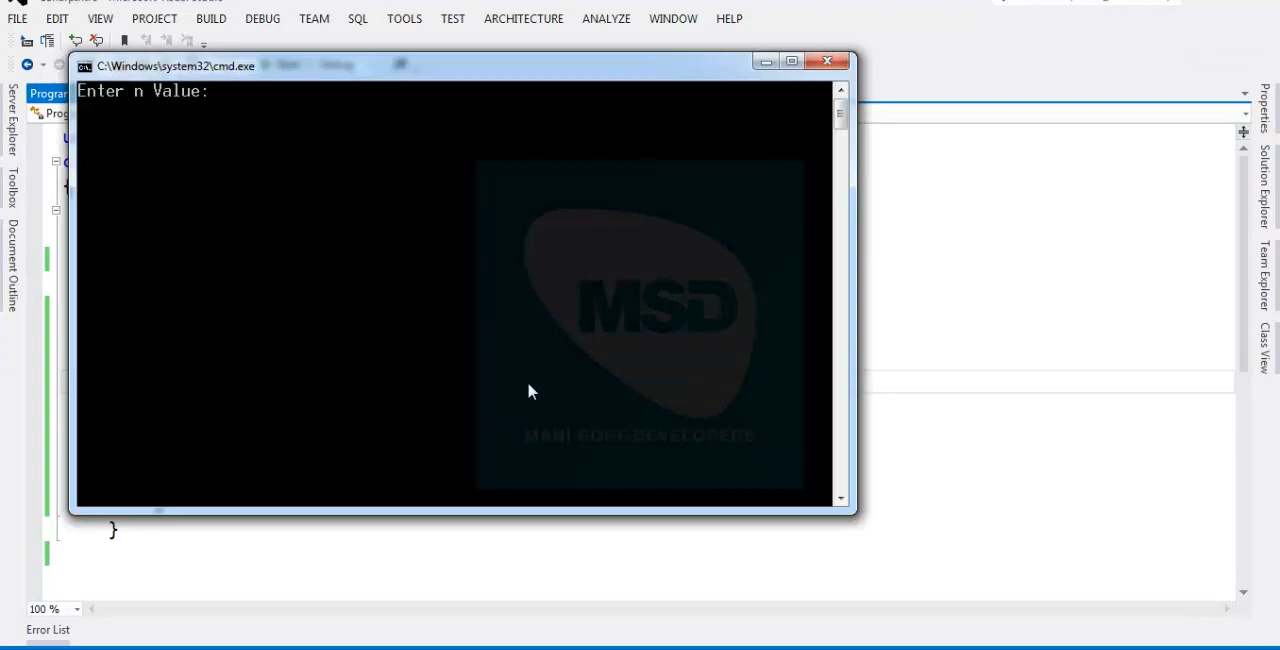 FILE EDIT VIEW PROJECT BUILD DEBUG TEAM SQL TOOLS TEST ARCHITECTURE ANALYZE WINDOW HELP
C:\Windows\system32\cmd.exe
Enter n Value:
Server Explorer
Toolbox
Document Outline
Properties
Solution Explorer
Team Explorer
Class View
MSD
}
100 %
Error List